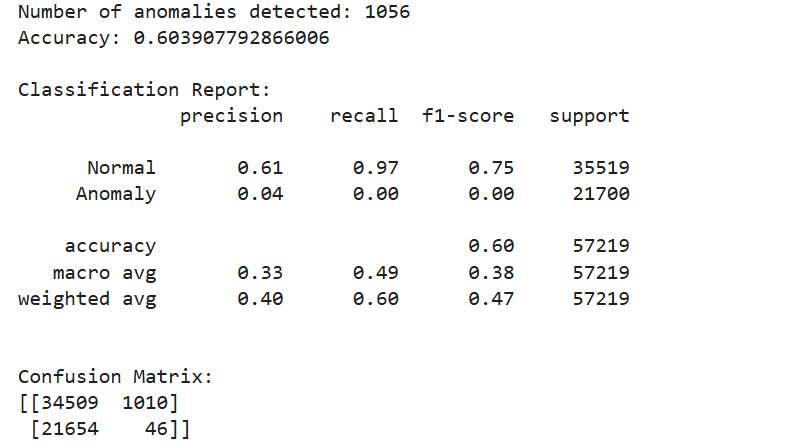 Number of anomalies detected: 1056
Accuracy: 0.603907792866006
Classification Report:
precision recall f1-score support
Normal 0.61 0.97 0.75 35519
Anomaly 0.04 0.00 0.00 21700
accuracy 0.60 57219
macro avg 0.33 0.49 0.38 57219
weighted avg 0.40 0.60 0.47 57219
Confusion Matrix:
[[34509 1010]
[21654 46]]